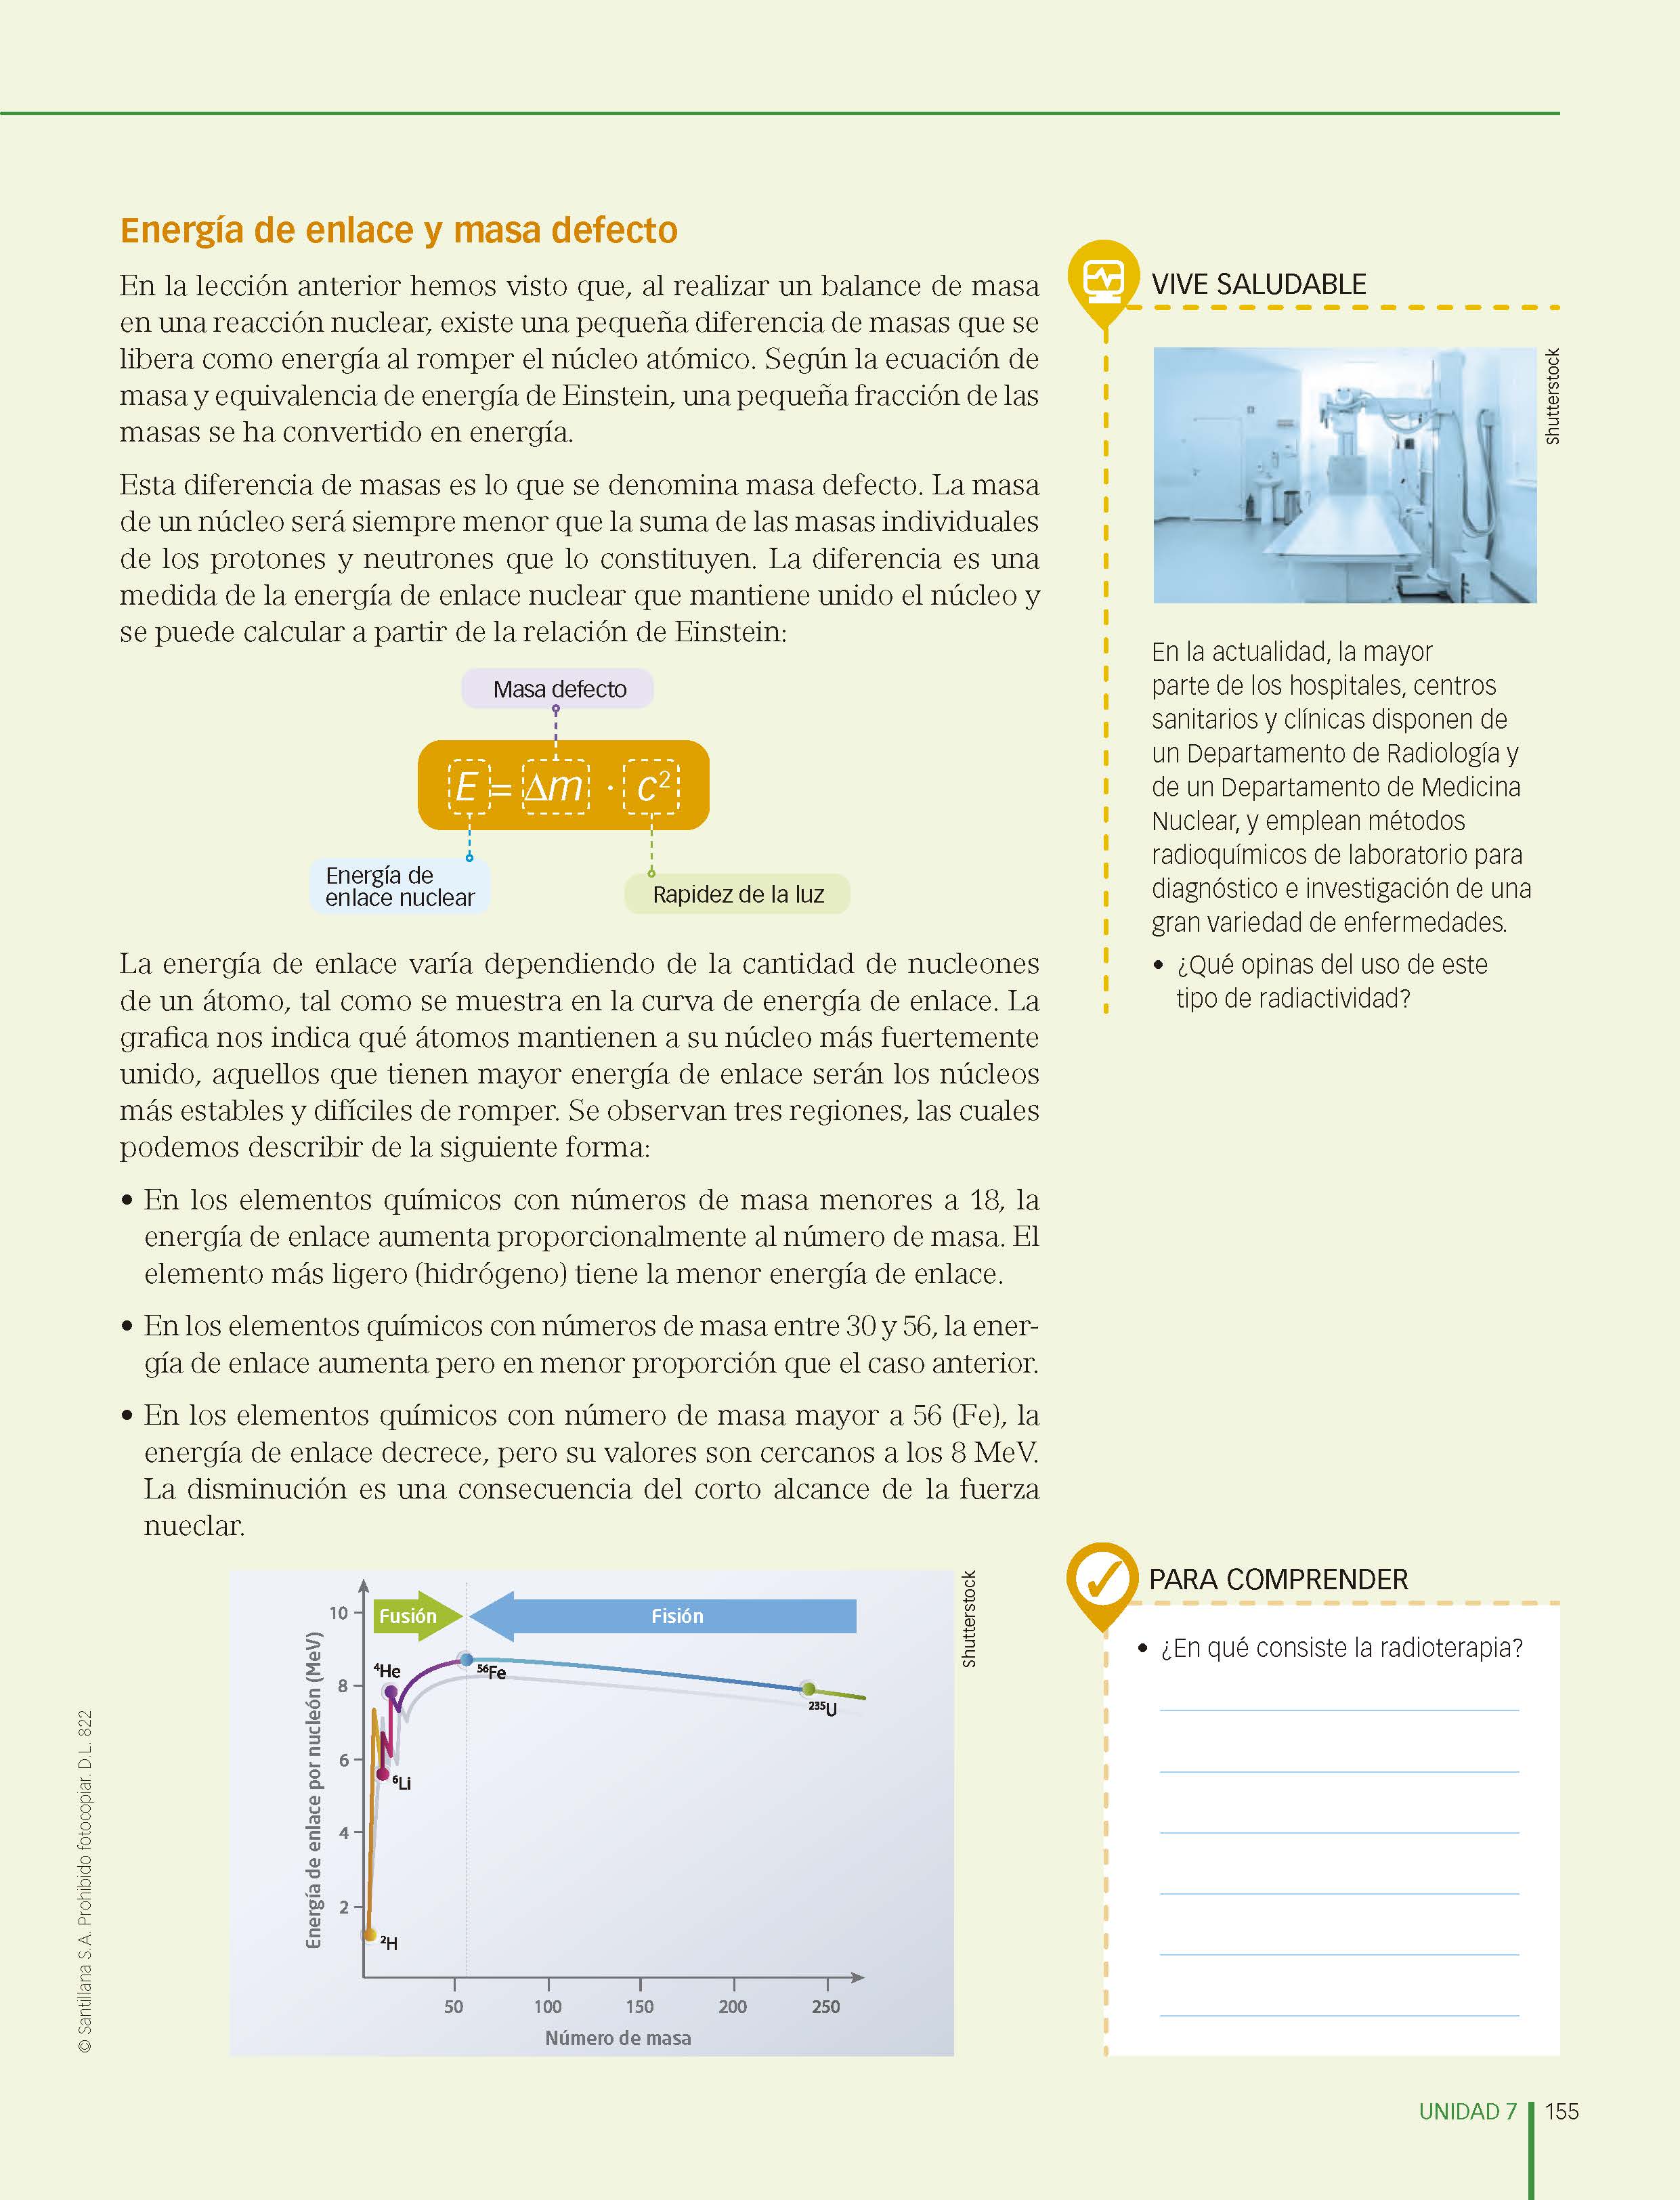 Energía de enlace y masa defecto
En la lección anterior hemos visto que, al realizar un balance de masa
en una reacción nuclear, existe una pequeña diferencia de masas que se
libera como energía al romper el núcleo atómico. Según la ecuación de
masa y equivalencia de energía de Einstein, una pequeña fracción de las
masas se ha convertido en energía.
Esta diferencia de masas es lo que se denomina masa defecto. La masa
de un núcleo será siempre menor que la suma de las masas individuales
de los protones y neutrones que lo constituyen. La diferencia es una
medida de la energía de enlace nuclear que mantiene unido el núcleo y
se puede calcular a partir de la relación de Einstein:
Masa defecto
E = Δm · c²
Energía de
enlace nuclear
Rapidez de la luz
La energía de enlace varía dependiendo de la cantidad de nucleones
de un átomo, tal como se muestra en la curva de energía de enlace. La
grafica nos indica qué átomos mantienen a su núcleo más fuertemente
unido, aquellos que tienen mayor energía de enlace serán los núcleos
más estables y difíciles de romper. Se observan tres regiones, las cuales
podemos describir de la siguiente forma:
• En los elementos químicos con números de masa menores a 18, la
energía de enlace aumenta proporcionalmente al número de masa. El
elemento más ligero (hidrógeno) tiene la menor energía de enlace.
• En los elementos químicos con números de masa entre 30 y 56, la ener-
gía de enlace aumenta pero en menor proporción que el caso anterior.
• En los elementos químicos con número de masa mayor a 56 (Fe), la
energía de enlace decrece, pero su valores son cercanos a los 8 MeV.
La disminución es una consecuencia del corto alcance de la fuerza
nueclar.
Energía de enlace por nucleón (MeV)
10
8
6
4
2
Fusión
Fisión
⁴He
⁵⁶Fe
²³⁵U
⁶Li
²H
50
100
150
200
250
Número de masa
Shutterstock
VIVE SALUDABLE
Shutterstock
En la actualidad, la mayor
parte de los hospitales, centros
sanitarios y clínicas disponen de
un Departamento de Radiología y
de un Departamento de Medicina
Nuclear, y emplean métodos
radioquímicos de laboratorio para
diagnóstico e investigación de una
gran variedad de enfermedades.
• ¿Qué opinas del uso de este
tipo de radiactividad?
PARA COMPRENDER
• ¿En qué consiste la radioterapia?
© Santillana S.A. Prohibido fotocopiar. D.L. 822
UNIDAD 7
155